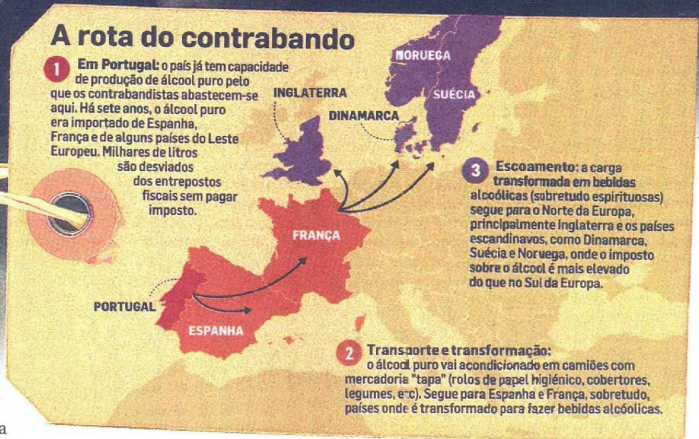 A rota do contrabando
1 Em Portugal: o país já tem capacidade
de produção de álcool puro pelo
que os contrabandistas abastecem-se
aqui. Há sete anos, o álcool puro
era importado de Espanha,
França e de alguns países do Leste
Europeu. Milhares de litros
são desviados
dos entrepostos
fiscais sem pagar
imposto.
INGLATERRA
DINAMARCA
NORUEGA
SUÉCIA
3 Escoamento: a carga
transformada em bebidas
alcoólicas (sobretudo espirituosas)
segue para o Norte da Europa,
principalmente Inglaterra e os países
escandinavos, como Dinamarca,
Suécia e Noruega, onde o imposto
sobre o álcool é mais elevado
do que no Sul da Europa.
FRANÇA
PORTUGAL
ESPANHA
2 Transporte e transformação:
o álcool puro vai acondicionado em camiões com
mercadoria "tapa" (rolos de papel higiénico, cobertores,
legumes, etc). Segue para Espanha e França, sobretudo,
países onde é transformado para fazer bebidas alcóolicas.
a